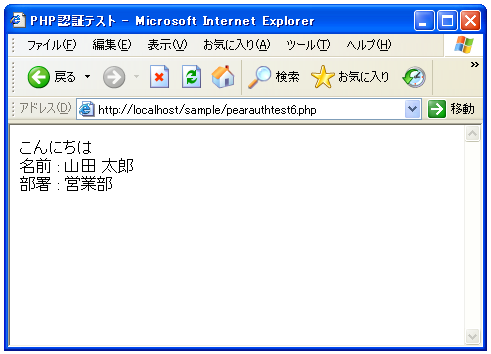 PHP認証テスト - Microsoft Internet Explorer
ファイル(F) 編集(E) 表示(V) お気に入り(A) ツール(T) ヘルプ(H)
戻る 検索 お気に入り »
アドレス(D) http://localhost/sample/pearauthtest6.php 移動
こんにちは
名前 : 山田 太郎
部署 : 営業部